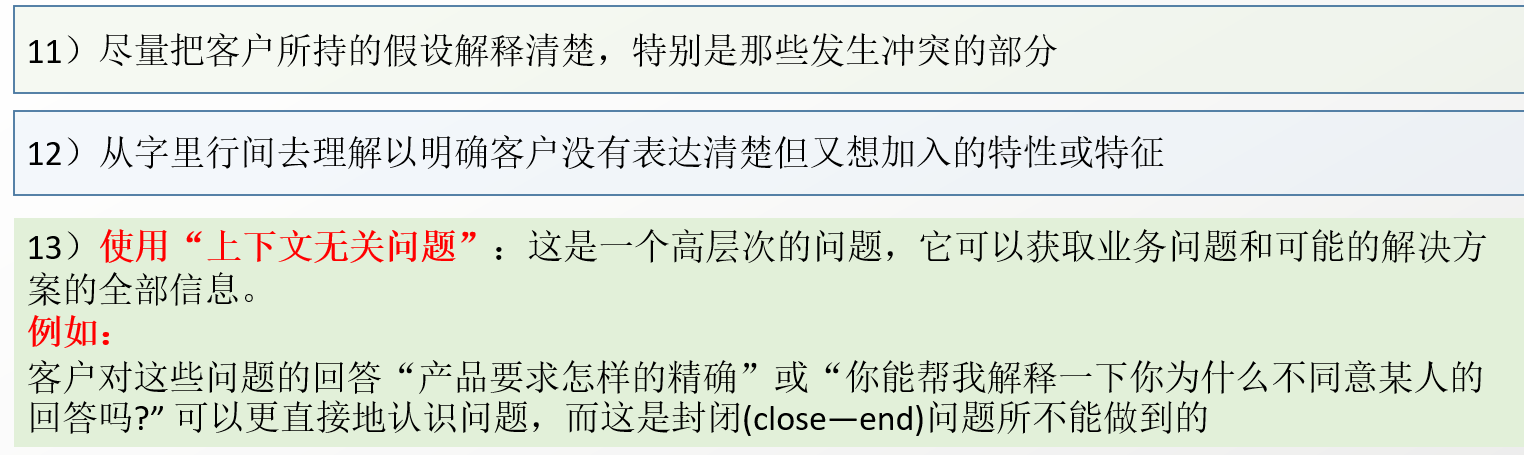 11）尽量把客户所持的假设解释清楚，特别是那些发生冲突的部分
12）从字里行间去理解以明确客户没有表达清楚但又想加入的特性或特征
13）使用“上下文无关问题”：这是一个高层次的问题，它可以获取业务问题和可能的解决方
案的全部信息。
例如：
客户对这些问题的回答“产品要求怎样的精确”或“你能帮我解释一下你为什么不同意某人的
回答吗?” 可以更直接地认识问题，而这是封闭(close—end)问题所不能做到的